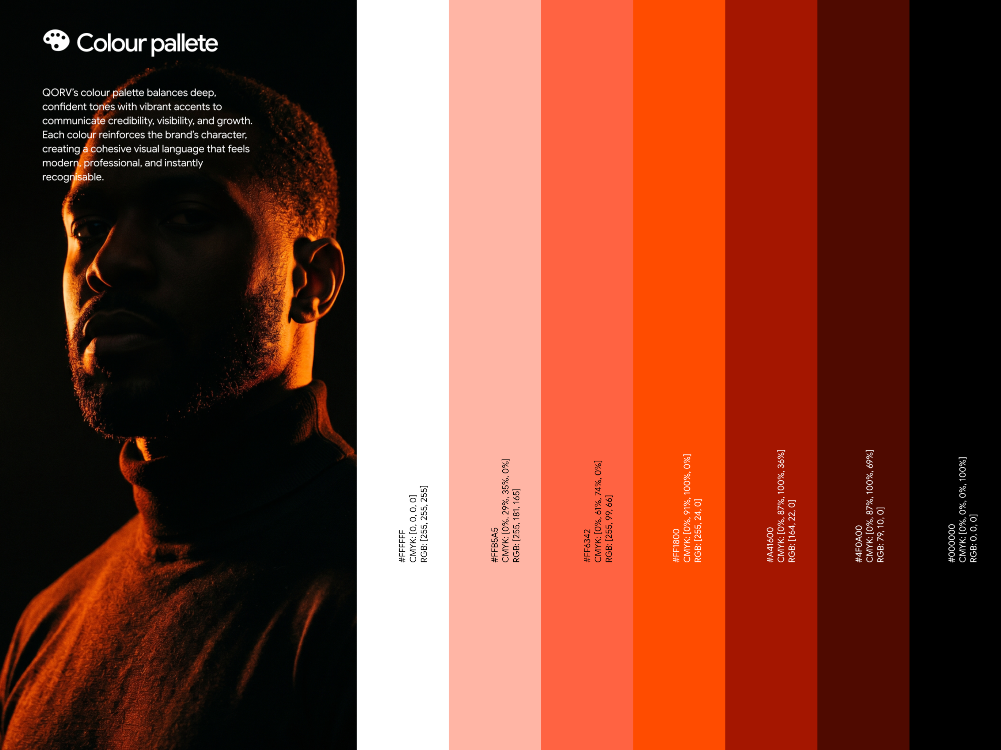 Colour pallete
QORV's colour palette balances deep,
confident tones with vibrant accents to
communicate credibility, visibility, and growth.
Each colour reinforces the brand's character,
creating a cohesive visual language that feels
modern, professional, and instantly
recognisable.
#FFFFFF
CMYK: [0, 0, 0, 0]
RGB: [255, 255, 255]
#FFB5A5
CMYK: [0%, 29%, 35%, 0%]
RGB: [255, 181, 165]
#FF6342
CMYK: [0%, 61%, 74%, 0%]
RGB: [255, 99, 66]
#FF1800
CMYK: [0%, 91%, 100%, 0%]
RGB: [255, 24, 0]
#A41600
CMYK: [0%, 87%, 100%, 36%]
RGB: [164, 22, 0]
#4F0A00
CMYK: [0%, 87%, 100%, 69%]
RGB: 79, 10, 0]
#000000
CMYK: [0%, 0%, 0%, 100%]
RGB: 0, 0, 0]